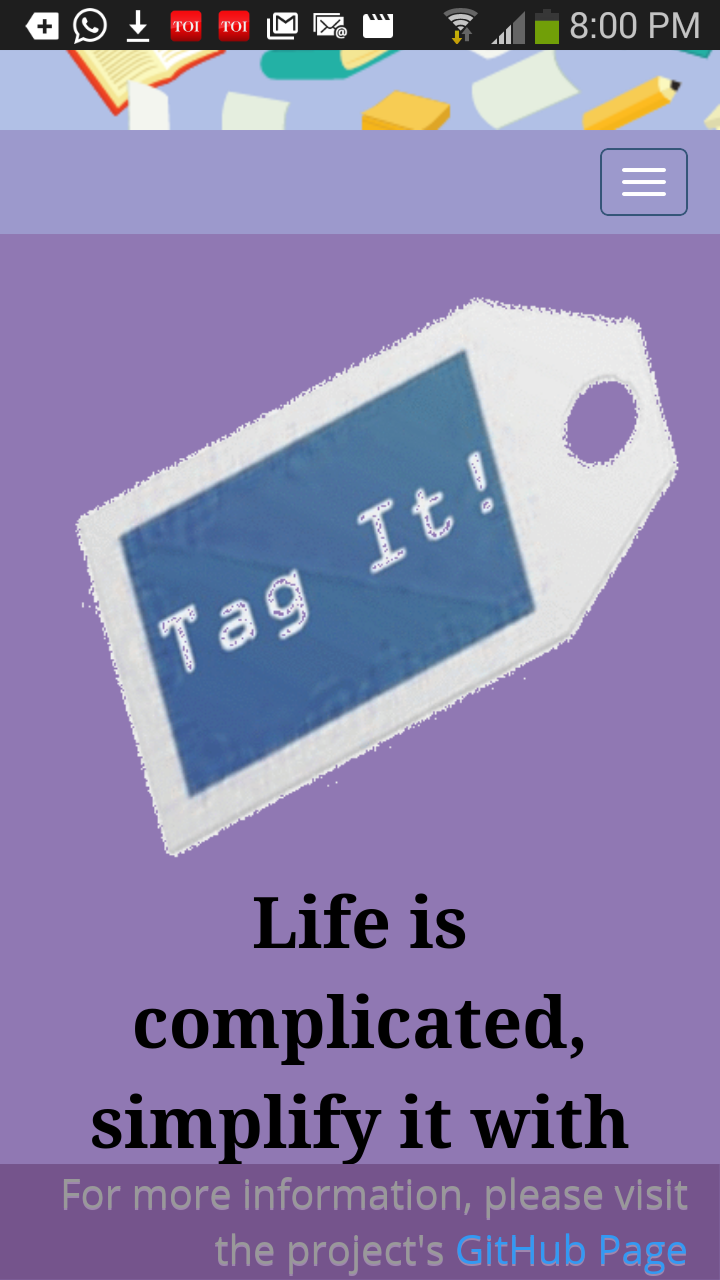 TOI TOI 8:00 PM
Tag It!
Life is
complicated,
simplify it with
For more information, please visit
the project's GitHub Page